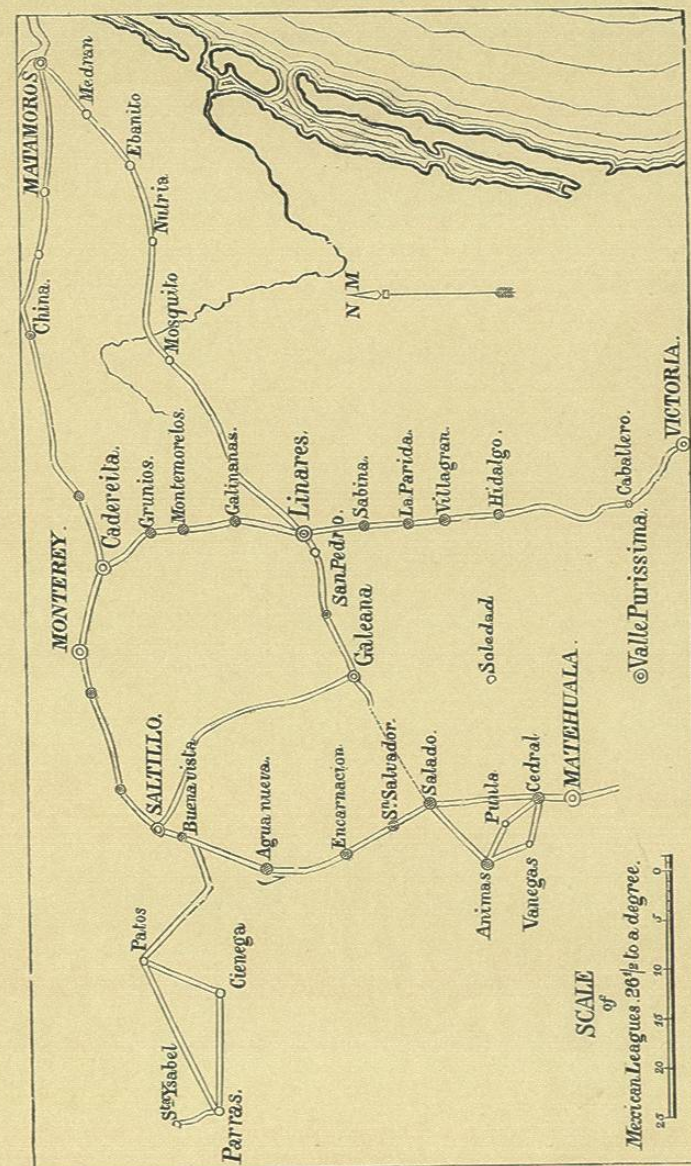 MATAMOROS
Medran
Ebanito
Nutria
China.
Mosquito
N M
MONTEREY.
Cadereita.
Grunios.
Montemorelos.
Galinanas.
Linares.
San Pedro.
Sabina.
La Parida.
Villagran.
Hidalgo.
Caballero.
VICTORIA.
Valle Purissima.
Galeana
Soledad
SALTILLO.
Buena vista
Agua nueva.
Encarnacion
Sn. Salvador.
Salado.
Punta
Cedral
MATEHUALA.
Animas
Vanegas
Patos
Cienega
Sta Ysabel
Parras.
SCALE
of
Mexican Leagues. 26 1/2 to a degree.
25 20 15 10 5 0